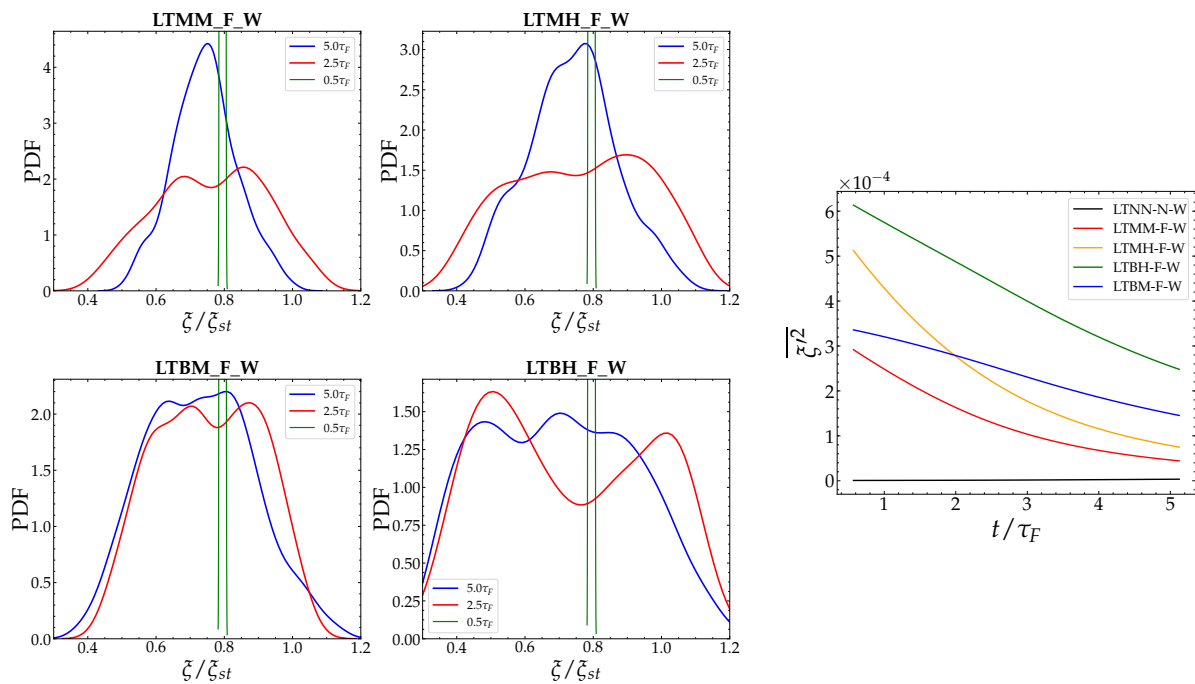 LTMM_F_W
PDF
4
3
2
1
0
0.4 0.6 0.8 1.0 1.2
ξ/ξst
5.0τF
2.5τF
0.5τF
LTMH_F_W
PDF
3.0
2.5
2.0
1.5
1.0
0.5
0.0
0.4 0.6 0.8 1.0 1.2
ξ/ξst
5.0τF
2.5τF
0.5τF
LTBM_F_W
PDF
2.0
1.5
1.0
0.5
0.0
0.4 0.6 0.8 1.0 1.2
ξ/ξst
5.0τF
2.5τF
0.5τF
LTBH_F_W
PDF
1.50
1.25
1.00
0.75
0.50
0.25
0.00
0.4 0.6 0.8 1.0 1.2
ξ/ξst
5.0τF
2.5τF
0.5τF
×10−4
6
5
4
3
2
1
0
ξ′2
1 2 3 4 5
t/τF
LTNN-N-W
LTMM-F-W
LTMH-F-W
LTBH-F-W
LTBM-F-W